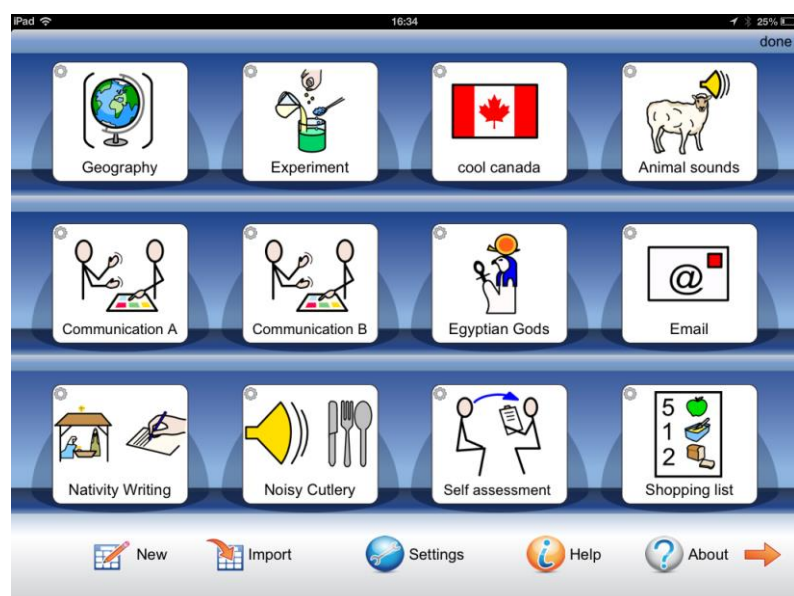 iPad 16:34 25%
done
Geography Experiment cool canada Animal sounds
Communication A Communication B Egyptian Gods @ Email
5
1
2
Nativity Writing Noisy Cutlery Self assessment Shopping list
New Import Settings Help About